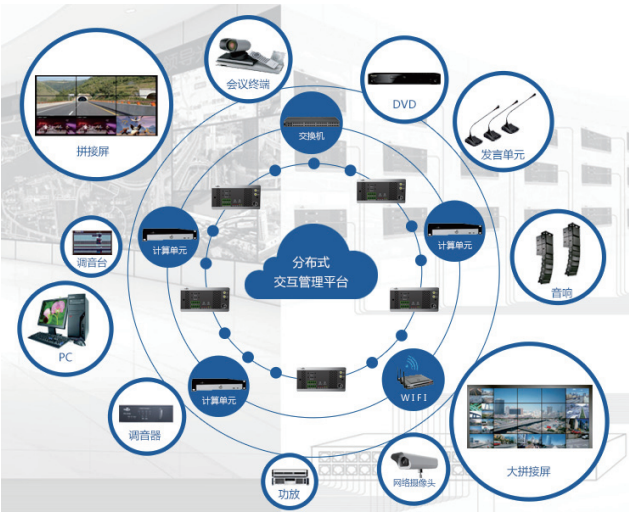 会议终端
DVD
拼接屏
交换机
发言单元
计算单元
计算单元
调音台
分布式
交互管理平台
音响
PC
计算单元
WIFI
调音器
大拼接屏
网络摄像头
功放